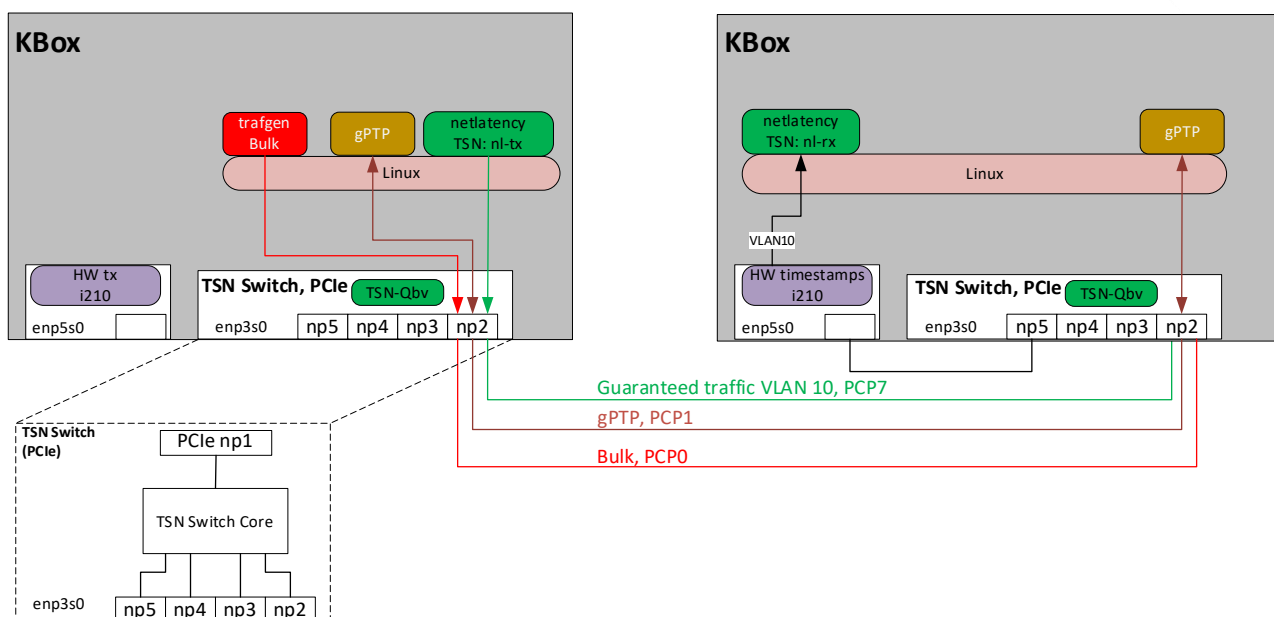 KBox
trafgen
Bulk
gPTP
netlatency
TSN: nl-tx
Linux
HW tx
i210
enp5s0
TSN Switch, PCIe
TSN-Qbv
enp3s0
np5
np4
np3
np2
KBox
netlatency
TSN: nl-rx
gPTP
Linux
VLAN10
HW timestamps
i210
enp5s0
TSN Switch, PCIe
TSN-Qbv
enp3s0
np5
np4
np3
np2
Guaranteed traffic VLAN 10, PCP7
gPTP, PCP1
Bulk, PCP0
TSN Switch
(PCIe)
PCIe np1
TSN Switch Core
enp3s0
np5
np4
np3
np2